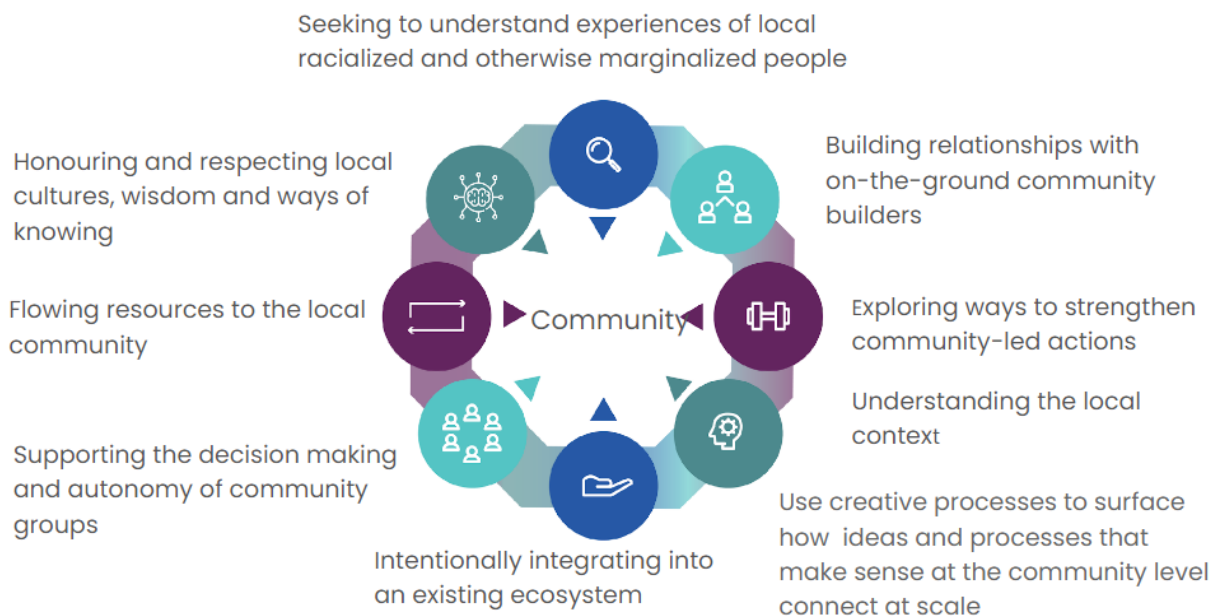 Seeking to understand experiences of local
racialized and otherwise marginalized people
Building relationships with
on-the-ground community
builders
Exploring ways to strengthen
community-led actions
Understanding the local
context
Use creative processes to surface
how ideas and processes that
make sense at the community level
connect at scale
Intentionally integrating into
an existing ecosystem
Supporting the decision making
and autonomy of community
groups
Flowing resources to the local
community
Honouring and respecting local
cultures, wisdom and ways of
knowing
Community